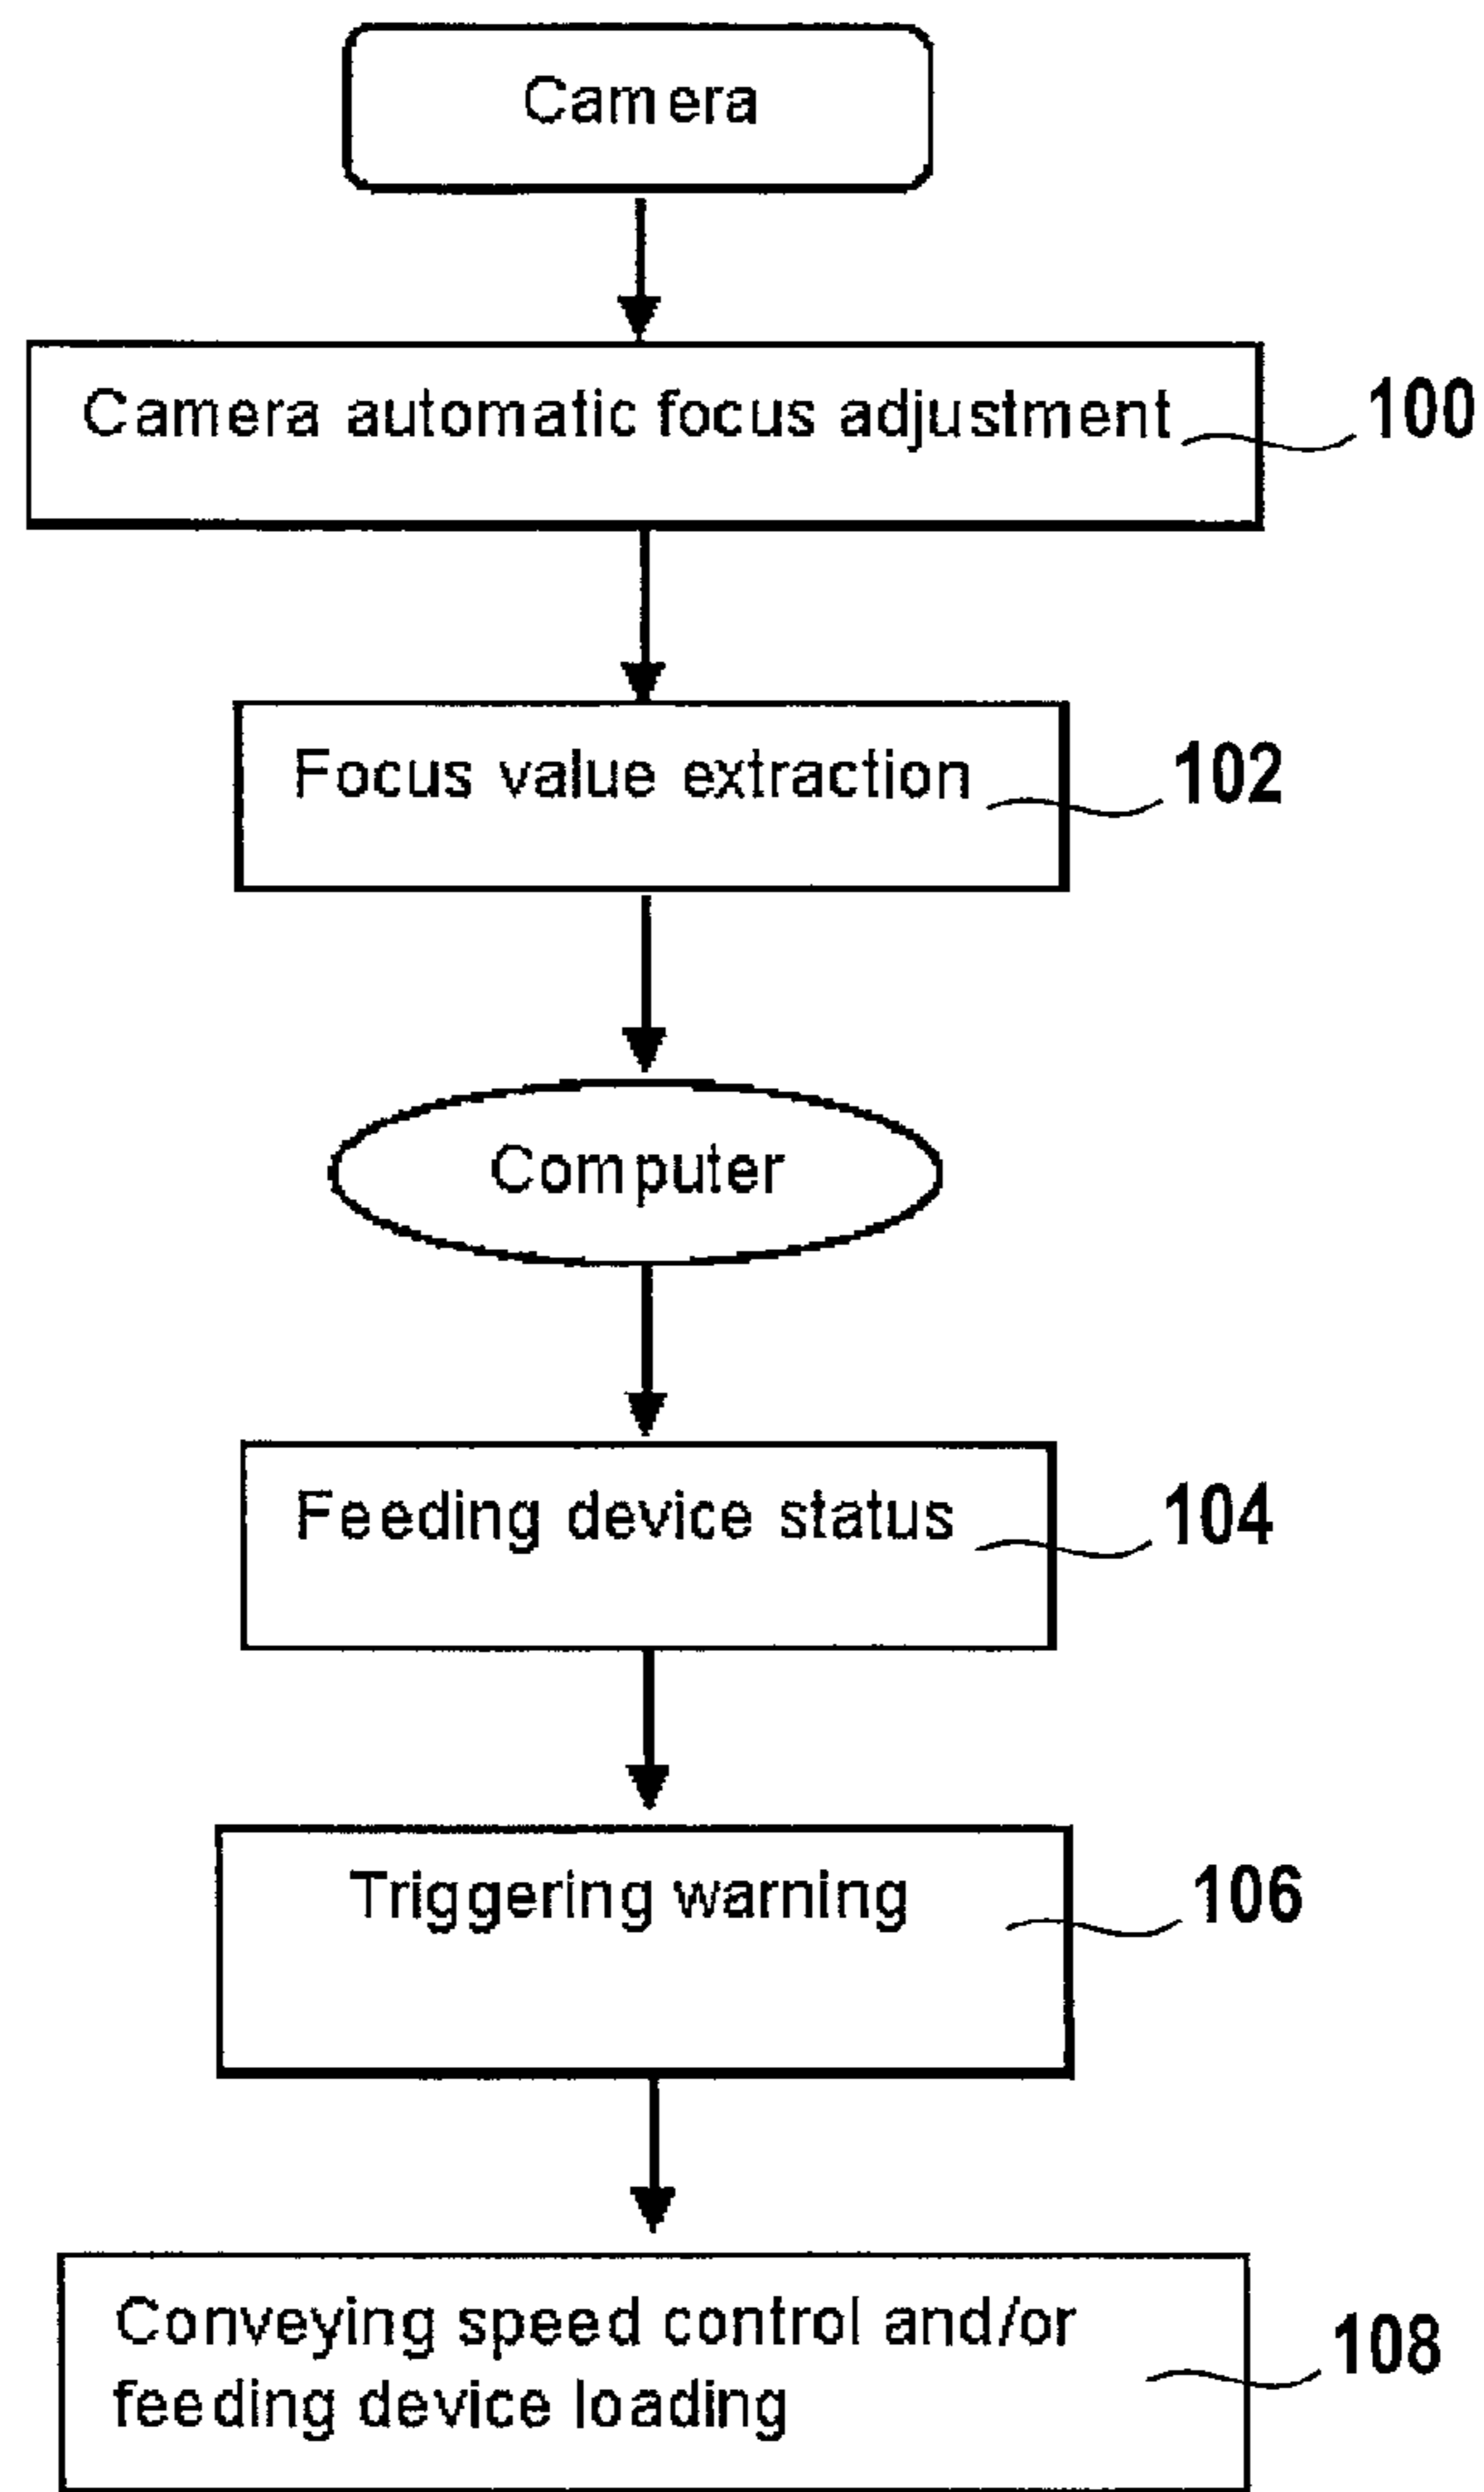 Camera
Camera automatic focus adjustment
100
Focus value extraction
102
Computer
Feeding device status
104
Triggering warning
106
Conveying speed control and/or
feeding device loading
108